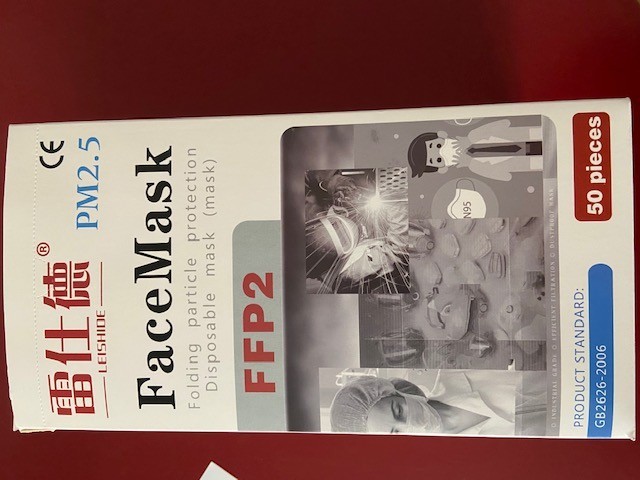 雷仕德®
LEISHIDE
CE
PM2.5
FaceMask
Folding particle protection
Disposable mask (mask)
FFP2
N95
50 pieces
PRODUCT STANDARD:
GB2626-2006